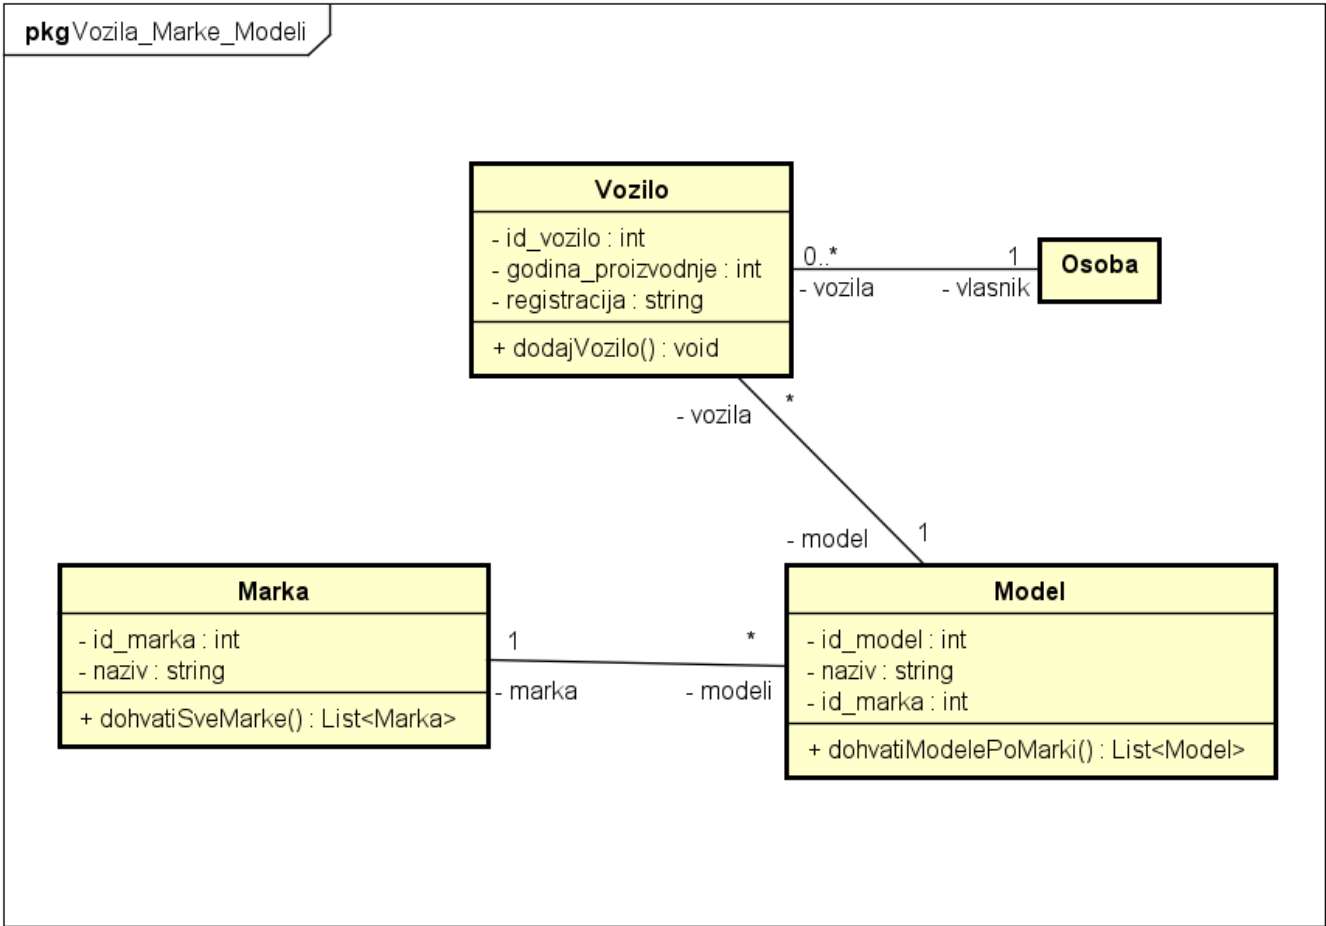 pkg Vozila_Marke_Modeli
Vozilo
- id_vozilo : int
- godina_proizvodnje : int
- registracija : string
+ dodajVozilo() : void
0..*
1
- vozila
- vlasnik
Osoba
- vozila
*
- model
1
Marka
- id_marka : int
- naziv : string
+ dohvatiSveMarke() : List<Marka>
1
*
- marka
- modeli
Model
- id_model : int
- naziv : string
- id_marka : int
+ dohvatiModelePoMarki() : List<Model>